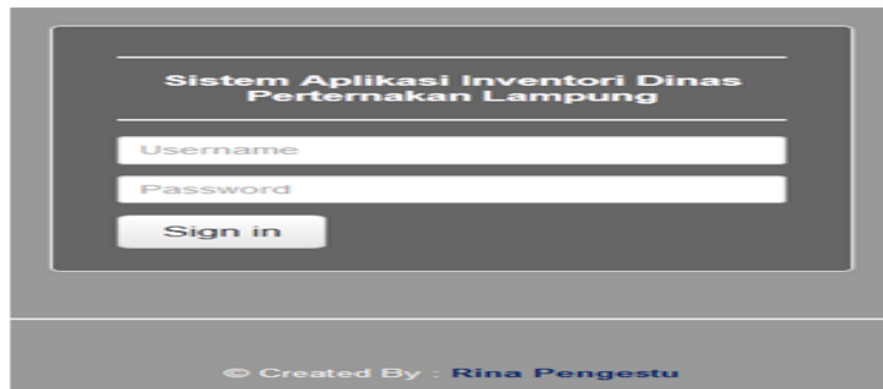 Sistem Aplikasi Inventori Dinas
Perternakan Lampung
Username
Password
Sign in
© Created By : Rina Pengestu